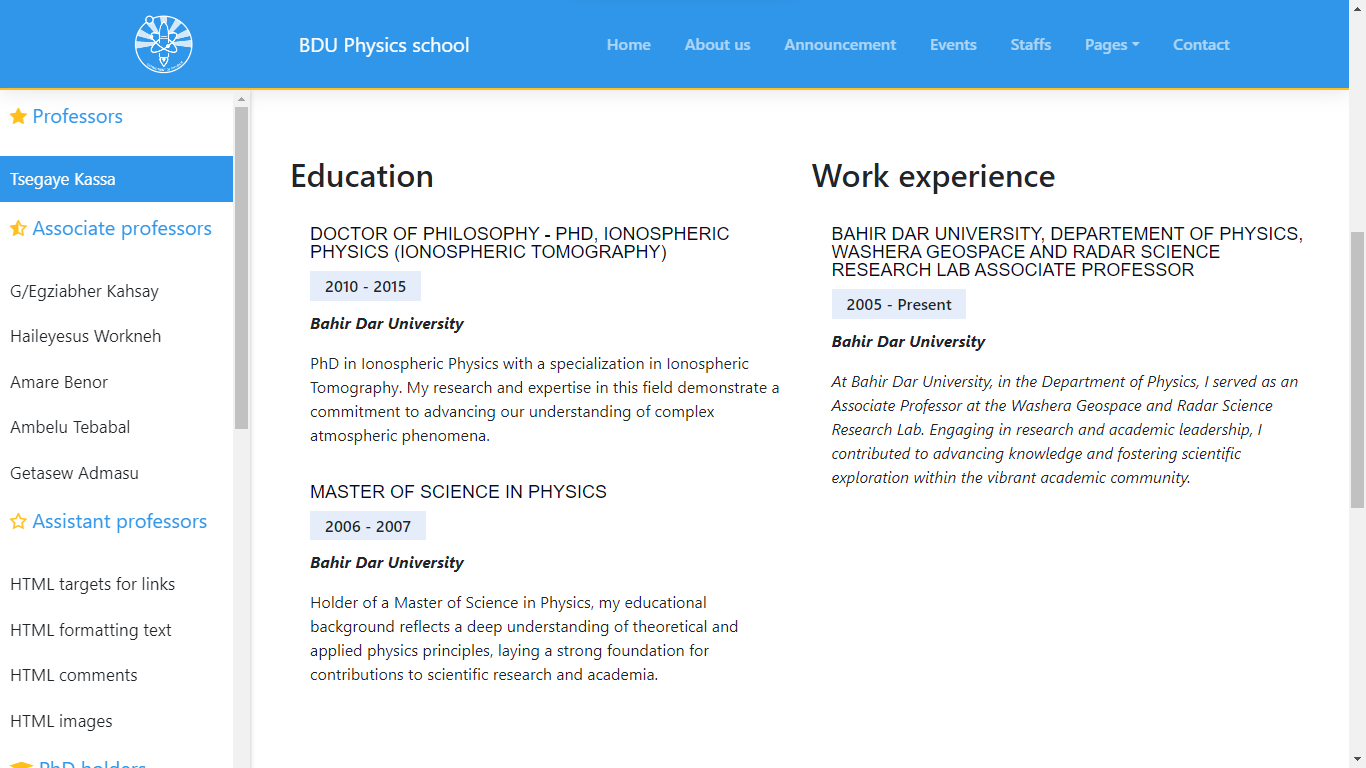 BDU Physics school
Home
About us
Announcement
Events
Staffs
Pages
Contact
Professors
Tsegaye Kassa
Associate professors
G/Egziabher Kahsay
Haileyesus Workneh
Amare Benor
Ambelu Tebabal
Getasew Admasu
Assistant professors
HTML targets for links
HTML formatting text
HTML comments
HTML images
PhD holders
Education
DOCTOR OF PHILOSOPHY - PHD, IONOSPHERIC
PHYSICS (IONOSPHERIC TOMOGRAPHY)
2010 - 2015
Bahir Dar University
PhD in Ionospheric Physics with a specialization in Ionospheric
Tomography. My research and expertise in this field demonstrate a
commitment to advancing our understanding of complex
atmospheric phenomena.
MASTER OF SCIENCE IN PHYSICS
2006 - 2007
Bahir Dar University
Holder of a Master of Science in Physics, my educational
background reflects a deep understanding of theoretical and
applied physics principles, laying a strong foundation for
contributions to scientific research and academia.
Work experience
BAHIR DAR UNIVERSITY, DEPARTEMENT OF PHYSICS,
WASHERA GEOSPACE AND RADAR SCIENCE
RESEARCH LAB ASSOCIATE PROFESSOR
2005 - Present
Bahir Dar University
At Bahir Dar University, in the Department of Physics, I served as an
Associate Professor at the Washera Geospace and Radar Science
Research Lab. Engaging in research and academic leadership, I
contributed to advancing knowledge and fostering scientific
exploration within the vibrant academic community.